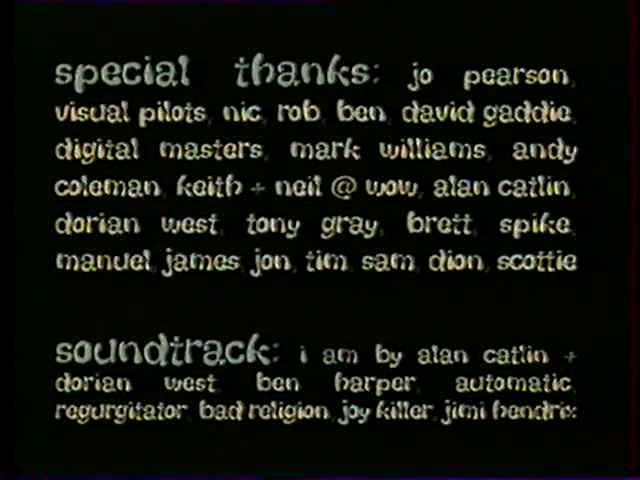 special thanks: jo pearson,
visual pilots, nic, rob, ben, david gaddie,
digital masters, mark williams, andy
coleman, keith + neil @ wow, alan catlin,
dorian west, tony gray, brett, spike,
manuel, james, jon, tim, sam, dion, scottie
soundtrack: i am by alan catlin +
dorian west, ben harper, automatic,
regurgitator, bad religion, joy killer, jimi hendrix